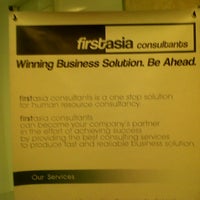 firstasia consultants
Winning Business Solution. Be Ahead.
firstasia consultants is a one stop solution
for human resource consultancy.
firstasia consultants
can become your company's partner
in the effort of achieving success
by providing the best consulting services
to produce fast and realiable business solution.
Our Services